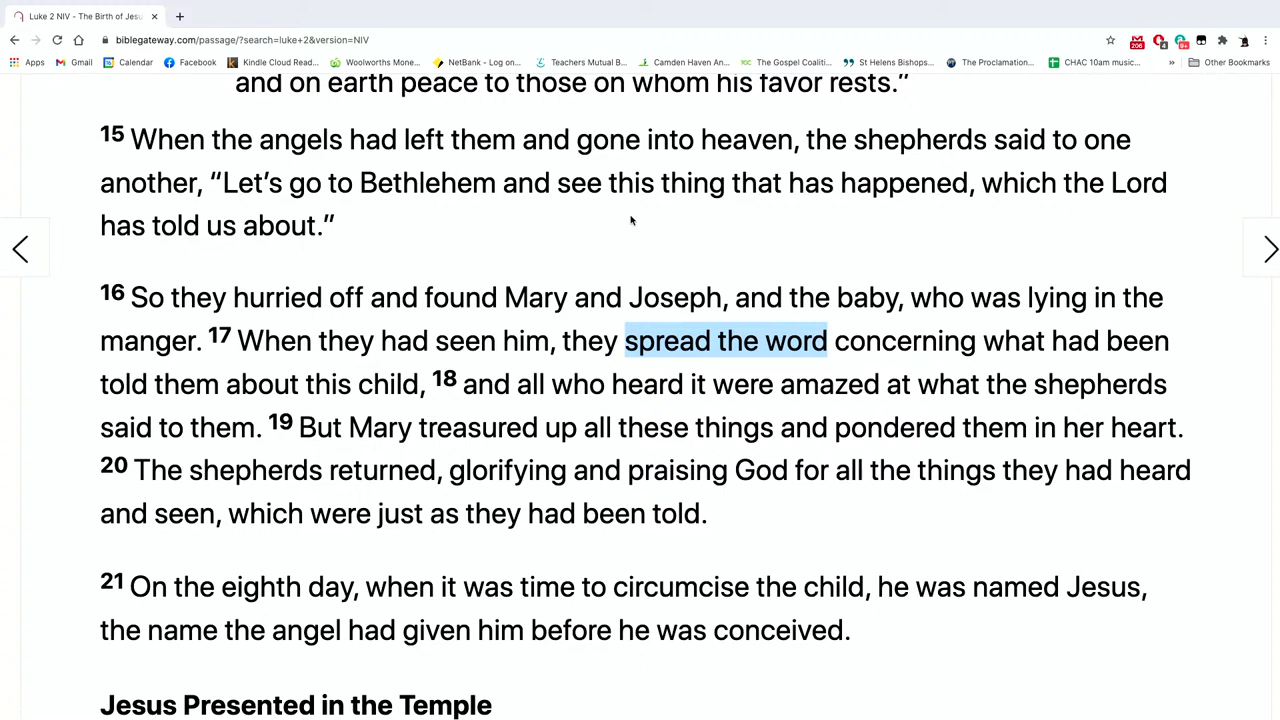 Luke 2 NIV - The Birth of Jesu
biblegateway.com/passage/?search=luke+2&version=NIV
206 4 9+
Apps Gmail Calendar Facebook Kindle Cloud Read... Woolworths Mone... NetBank - Log on... Teachers Mutual B... Camden Haven An... TGC The Gospel Coaliti... St Helens Bishops... The Proclamation... CHAC 10am music... » Other Bookmarks
and on earth peace to those on whom his favor rests.”
15 When the angels had left them and gone into heaven, the shepherds said to one
another, “Let’s go to Bethlehem and see this thing that has happened, which the Lord
has told us about.”
16 So they hurried off and found Mary and Joseph, and the baby, who was lying in the
manger. 17 When they had seen him, they spread the word concerning what had been
told them about this child, 18 and all who heard it were amazed at what the shepherds
said to them. 19 But Mary treasured up all these things and pondered them in her heart.
20 The shepherds returned, glorifying and praising God for all the things they had heard
and seen, which were just as they had been told.
21 On the eighth day, when it was time to circumcise the child, he was named Jesus,
the name the angel had given him before he was conceived.
Jesus Presented in the Temple